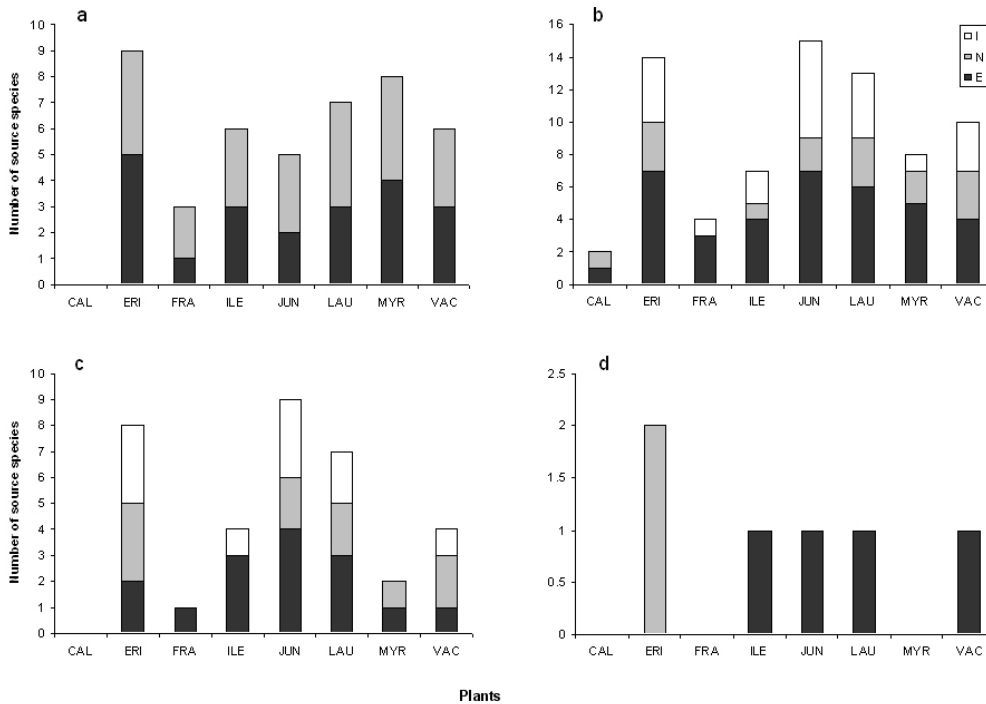 a
10
9
8
7
6
5
4
3
2
1
0
Number of source species
CAL ERI FRA ILE JUN LAU MYR VAC
b
16
14
12
10
8
6
4
2
0
CAL ERI FRA ILE JUN LAU MYR VAC
I
N
E
c
10
9
8
7
6
5
4
3
2
1
0
Number of source species
CAL ERI FRA ILE JUN LAU MYR VAC
d
2.5
2
1.5
1
0.5
0
CAL ERI FRA ILE JUN LAU MYR VAC
Plants